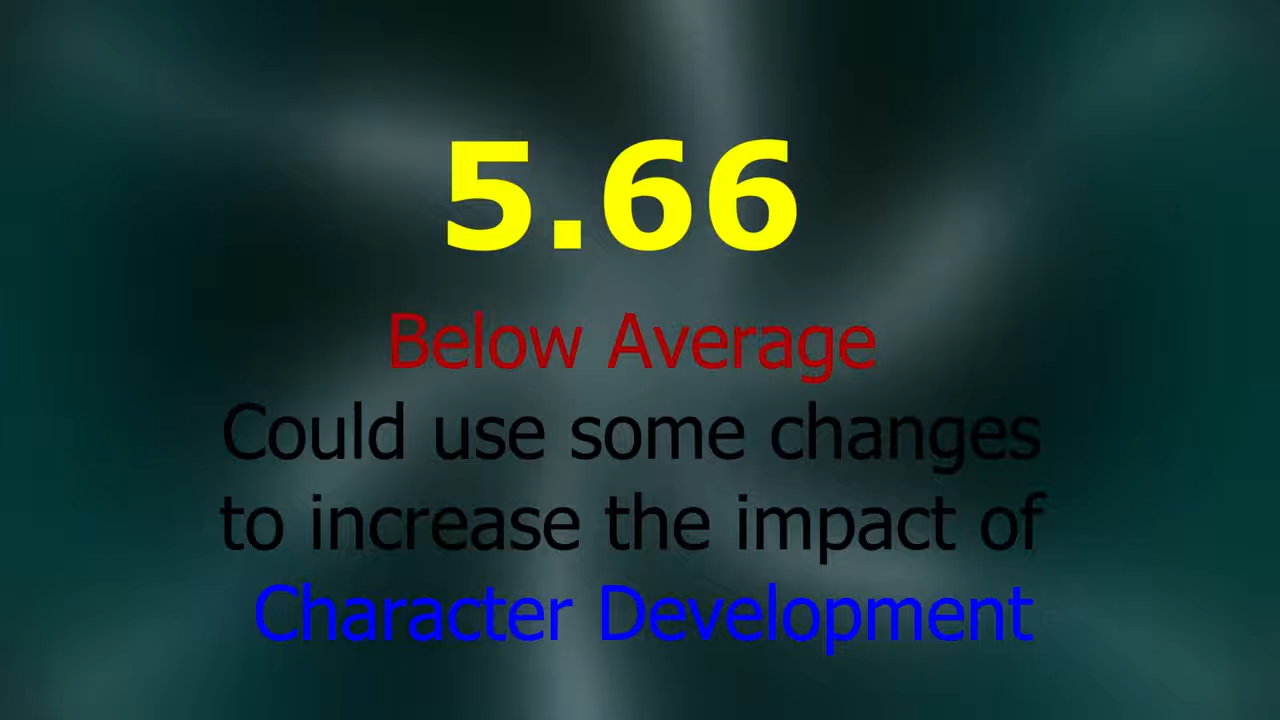 5.66
Below Average
Could use some changes
to increase the impact of
Character Development